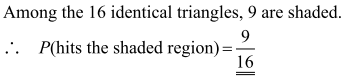 Among the 16 identical triangles, 9 are shaded.
∴ P(hits the shaded region) = 9/16